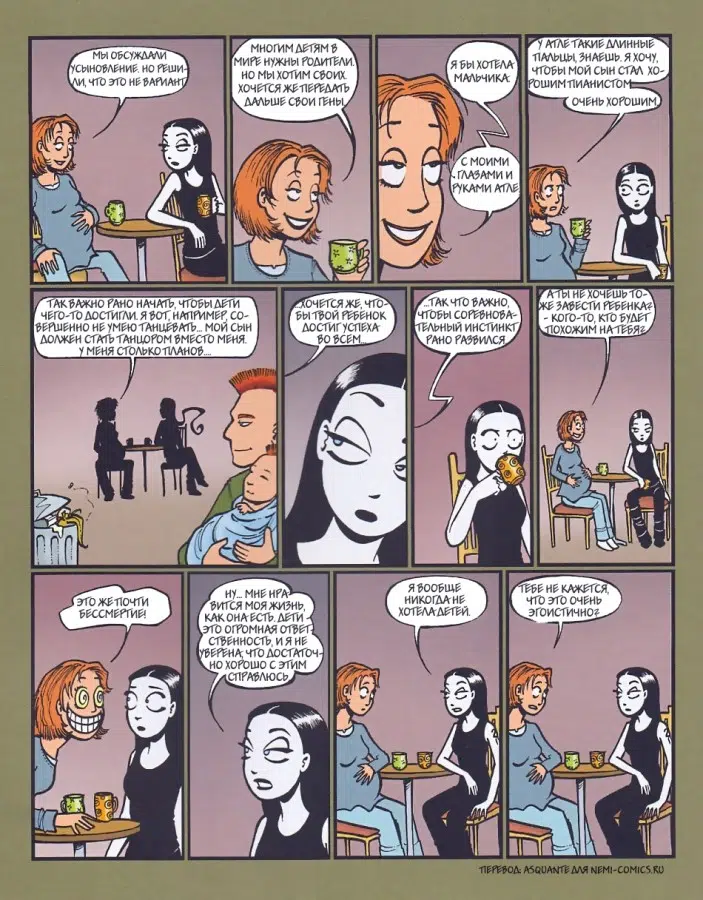 МЫ ОБСУЖДАЛИ
УСЫНОВЛЕНИЕ. НО РЕШИ-
ЛИ, ЧТО ЭТО НЕ ВАРИАНТ
МНОГИМ ДЕТЯМ В
МИРЕ НУЖНЫ РОДИТЕЛИ.
НО МЫ ХОТИМ СВОИХ.
ХОЧЕТСЯ ЖЕ ПЕРЕДАТЬ
ДАЛЬШЕ СВОИ ГЕНЫ.
Я БЫ ХОТЕЛА
МАЛЬЧИКА.
С МОИМИ
ГЛАЗАМИ И
РУКАМИ АТЛЕ.
У АТЛЕ ТАКИЕ ДЛИННЫЕ
ПАЛЬЦЫ, ЗНАЕШЬ. Я ХОЧУ,
ЧТОБЫ МОЙ СЫН СТАЛ ХО-
РОШИМ ПИАНИСТОМ.
ОЧЕНЬ ХОРОШИМ.
ТАК ВАЖНО РАНО НАЧАТЬ, ЧТОБЫ ДЕТИ
ЧЕГО-ТО ДОСТИГЛИ. Я ВОТ, НАПРИМЕР, СО-
ВЕРШЕННО НЕ УМЕЮ ТАНЦЕВАТЬ... МОЙ СЫН
ДОЛЖЕН СТАТЬ ТАНЦОРОМ ВМЕСТО МЕНЯ.
У МЕНЯ СТОЛЬКО ПЛАНОВ....
...ХОЧЕТСЯ ЖЕ, ЧТО-
БЫ ТВОЙ РЕБЕНОК
ДОСТИГ УСПЕХА
ВО ВСЕМ...
...ТАК ЧТО ВАЖНО,
ЧТОБЫ СОРЕВНОВА-
ТЕЛЬНЫЙ ИНСТИНКТ
РАНО РАЗВИЛСЯ
А ТЫ НЕ ХОЧЕШЬ ТО-
ЖЕ ЗАВЕСТИ РЕБЕНКА?
- КОГО-ТО, КТО БУДЕТ
ПОХОЖИМ НА ТЕБЯ?
ЭТО ЖЕ ПОЧТИ
БЕССМЕРТИЕ!
НУ... МНЕ НРА-
ВИТСЯ МОЯ ЖИЗНЬ,
КАК ОНА ЕСТЬ. ДЕТИ -
ЭТО ОГРОМНАЯ ОТВЕТ-
СТВЕННОСТЬ, И Я НЕ
УВЕРЕНА, ЧТО ДОСТАТОЧ-
НО ХОРОШО С ЭТИМ
СПРАВЛЮСЬ.
Я ВООБЩЕ
НИКОГДА НЕ
ХОТЕЛА ДЕТЕЙ.
ТЕБЕ НЕ КАЖЕТСЯ,
ЧТО ЭТО ОЧЕНЬ
ЭГОИСТИЧНО?
ПЕРЕВОД: ASQUANTE ДЛЯ NEMI-COMICS.RU